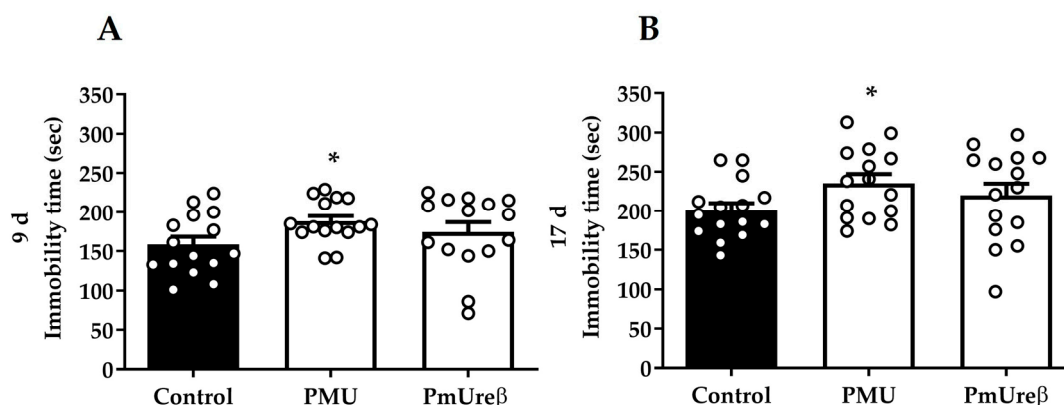 A
B
9 d
Immobility time (sec)
350
300
250
200
150
100
50
0
*
Control
PMU
PmUreβ
17 d
Immobility time (sec)
350
300
250
200
150
100
50
0
*
Control
PMU
PmUreβ